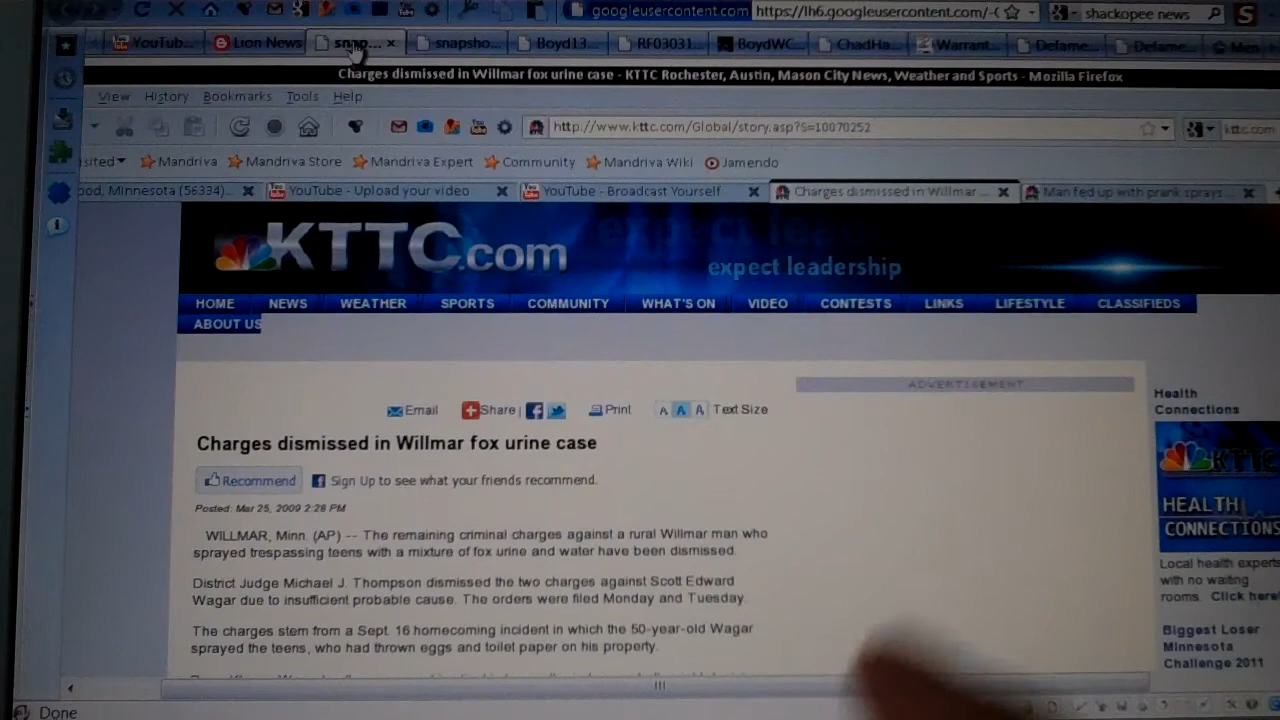 googleusercontent.com https://lh6.googleusercontent.com/-( shackopee news S
YouTub... Lion News snap... snapsho... Boyd13... RF03031... BoydWC... ChadHa... Warrant... Defame... Defame... Men
Charges dismissed in Willmar fox urine case - KTTC Rochester, Austin, Mason City News, Weather and Sports - Mozilla Firefox
View History Bookmarks Tools Help
http://www.kttc.com/Global/story.asp?S=10070252 kttc.com
sited Mandriva Mandriva Store Mandriva Expert Community Mandriva Wiki Jamendo
ood, Minnesota (56334)... YouTube - Upload your video YouTube - Broadcast Yourself Charges dismissed in Willmar ... Man fed up with prank sprays ...
KTTC.com
expect leadership
HOME NEWS WEATHER SPORTS COMMUNITY WHAT'S ON VIDEO CONTESTS LINKS LIFESTYLE CLASSIFIEDS
ABOUT US
ADVERTISEMENT
Health
Connections
Email Share | Print A A A Text Size
Charges dismissed in Willmar fox urine case
Recommend Sign Up to see what your friends recommend.
Posted: Mar 25, 2009 2:28 PM
WILLMAR, Minn. (AP) -- The remaining criminal charges against a rural Willmar man who
sprayed trespassing teens with a mixture of fox urine and water have been dismissed.
District Judge Michael J. Thompson dismissed the two charges against Scott Edward
Wagar due to insufficient probable cause. The orders were filed Monday and Tuesday.
The charges stem from a Sept. 16 homecoming incident in which the 50-year-old Wagar
sprayed the teens, who had thrown eggs and toilet paper on his property.
KTTC
HEALTH
CONNECTIONS
Local health experts
with no waiting
rooms. Click here!
Biggest Loser
Minnesota
Challenge 2011
Done